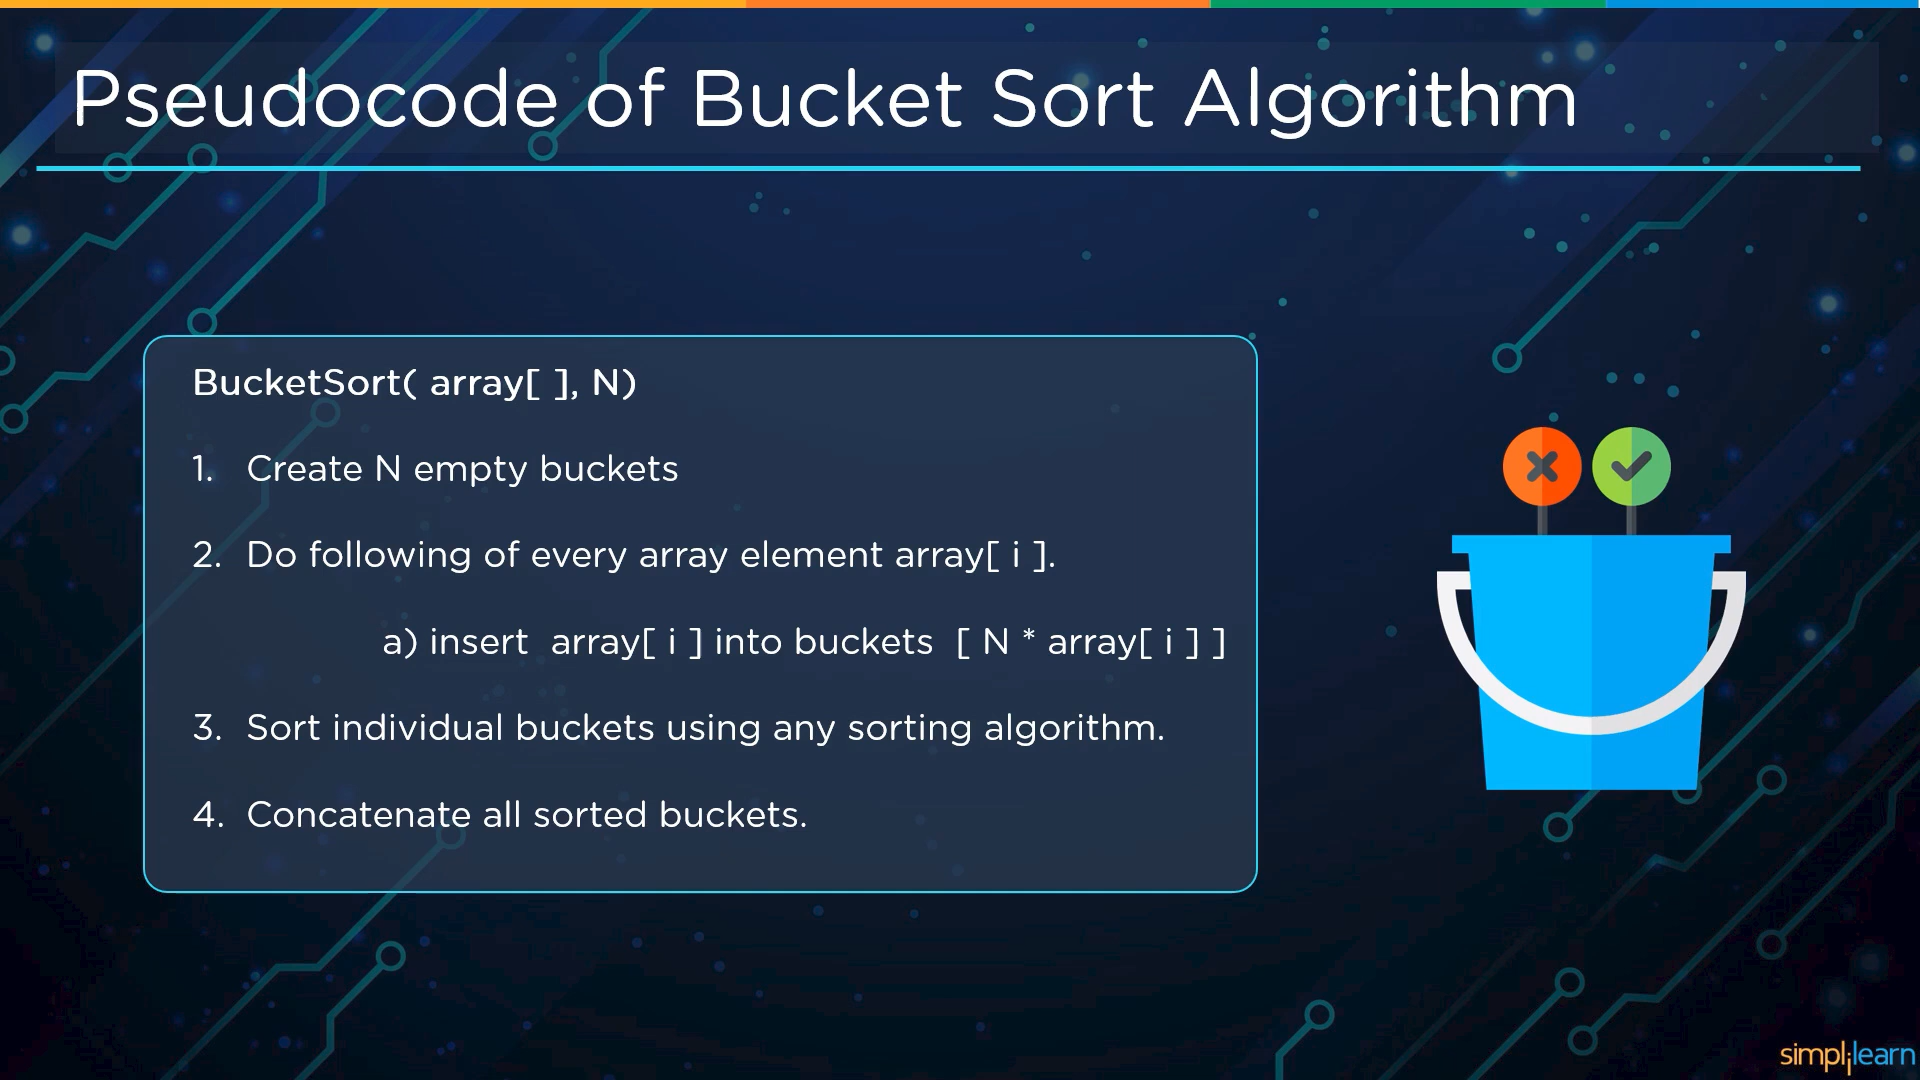 Pseudocode of Bucket Sort Algorithm
BucketSort( array[ ], N)
1. Create N empty buckets
2. Do following of every array element array[ i ].
a) insert array[ i ] into buckets [ N * array[ i ] ]
3. Sort individual buckets using any sorting algorithm.
4. Concatenate all sorted buckets.
simplilearn